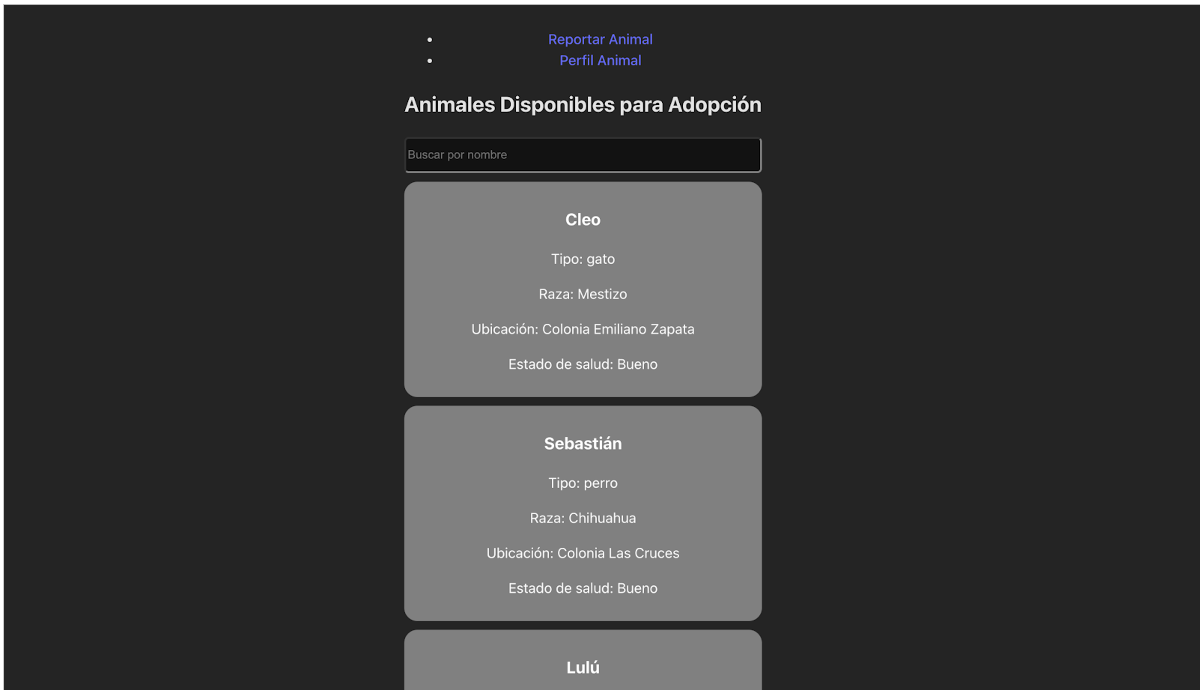 Reportar Animal
Perfil Animal
Animales Disponibles para Adopción
Buscar por nombre
Cleo
Tipo: gato
Raza: Mestizo
Ubicación: Colonia Emiliano Zapata
Estado de salud: Bueno
Sebastián
Tipo: perro
Raza: Chihuahua
Ubicación: Colonia Las Cruces
Estado de salud: Bueno
Lulú